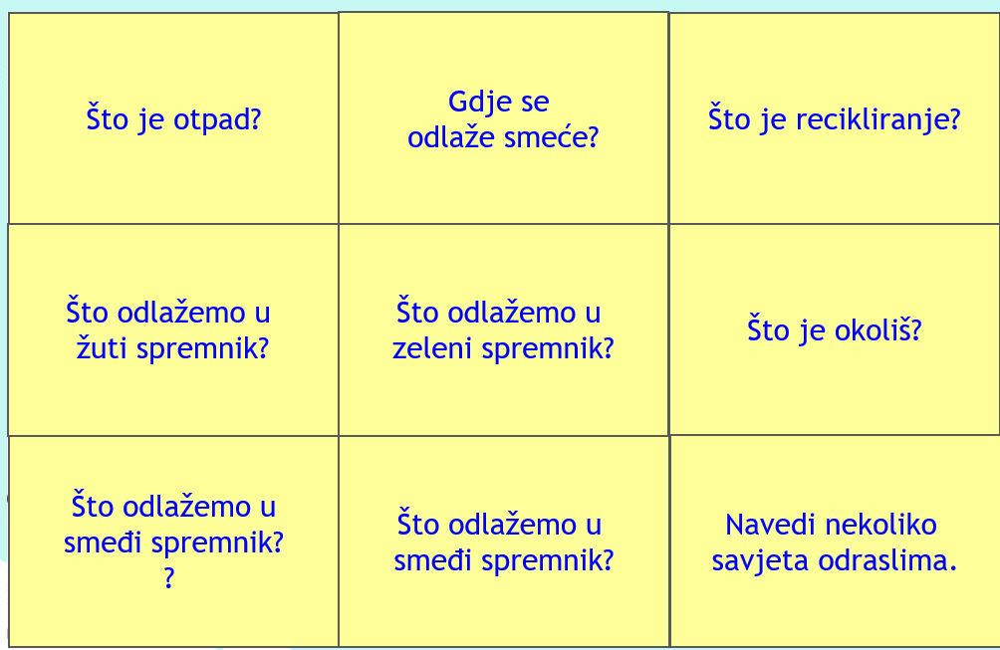 Što je otpad?
Gdje se
odlaže smeće?
Što je recikliranje?
Što odlažemo u
žuti spremnik?
Što odlažemo u
zeleni spremnik?
Što je okoliš?
Što odlažemo u
smeđi spremnik?
?
Što odlažemo u
smeđi spremnik?
Navedi nekoliko
savjeta odraslima.